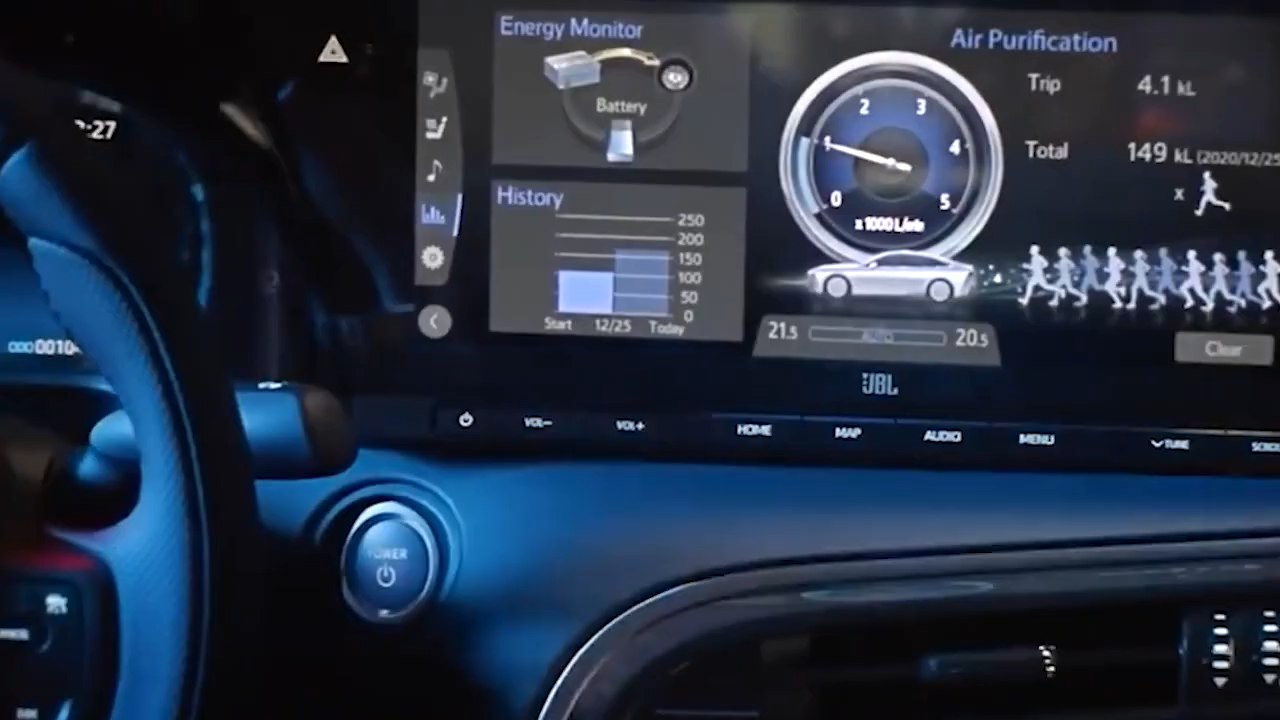 Energy Monitor
Battery
History
250
200
150
100
50
0
Start 12/25 Today
Air Purification
2 3
1 4
0 5
x 1000 L/min
Trip 4.1 kL
Total 149 kL (2020/12/25
x
21.5 AUTO 20.5
Clear
:27
JBL
VOL− VOL+ HOME MAP AUDIO MENU TUNE
POWER